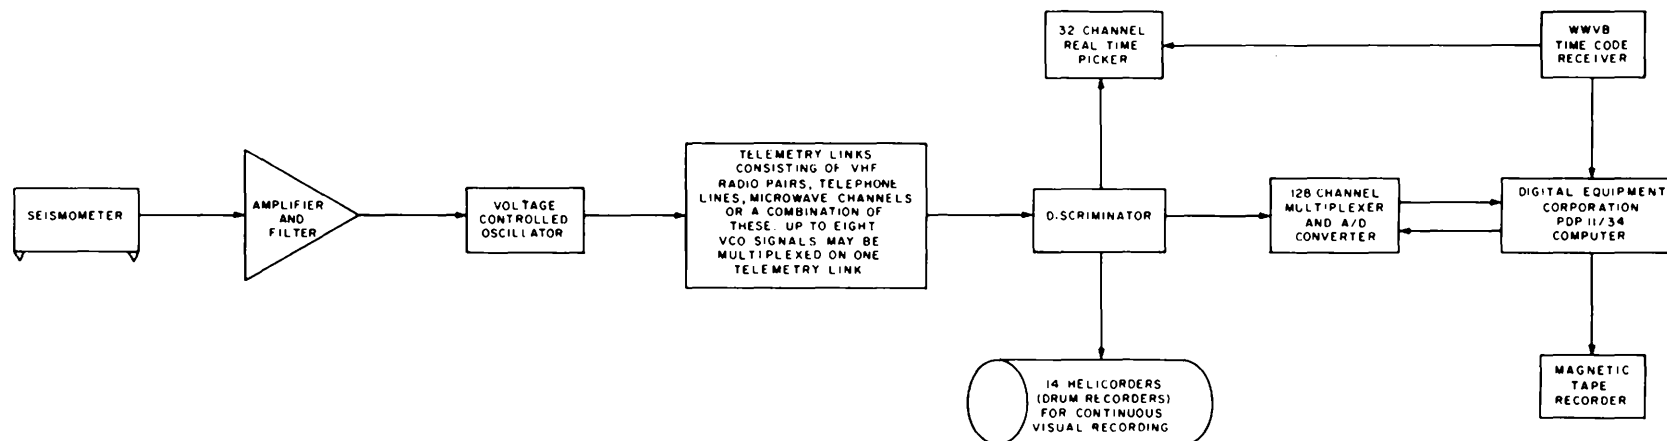 SEISMOMETER
AMPLIFIER
AND
FILTER
VOLTAGE
CONTROLLED
OSCILLATOR
TELEMETRY LINKS
CONSISTING OF VHF
RADIO PAIRS, TELEPHONE
LINES, MICROWAVE CHANNELS
OR A COMBINATION OF
THESE. UP TO EIGHT
VCO SIGNALS MAY BE
MULTIPLEXED ON ONE
TELEMETRY LINK
32 CHANNEL
REAL TIME
PICKER
DISCRIMINATOR
14 HELICORDERS
(DRUM RECORDERS)
FOR CONTINUOUS
VISUAL RECORDING
128 CHANNEL
MULTIPLEXER
AND A/D
CONVERTER
WWVB
TIME CODE
RECEIVER
DIGITAL EQUIPMENT
CORPORATION
PDP 11/34
COMPUTER
MAGNETIC
TAPE
RECORDER